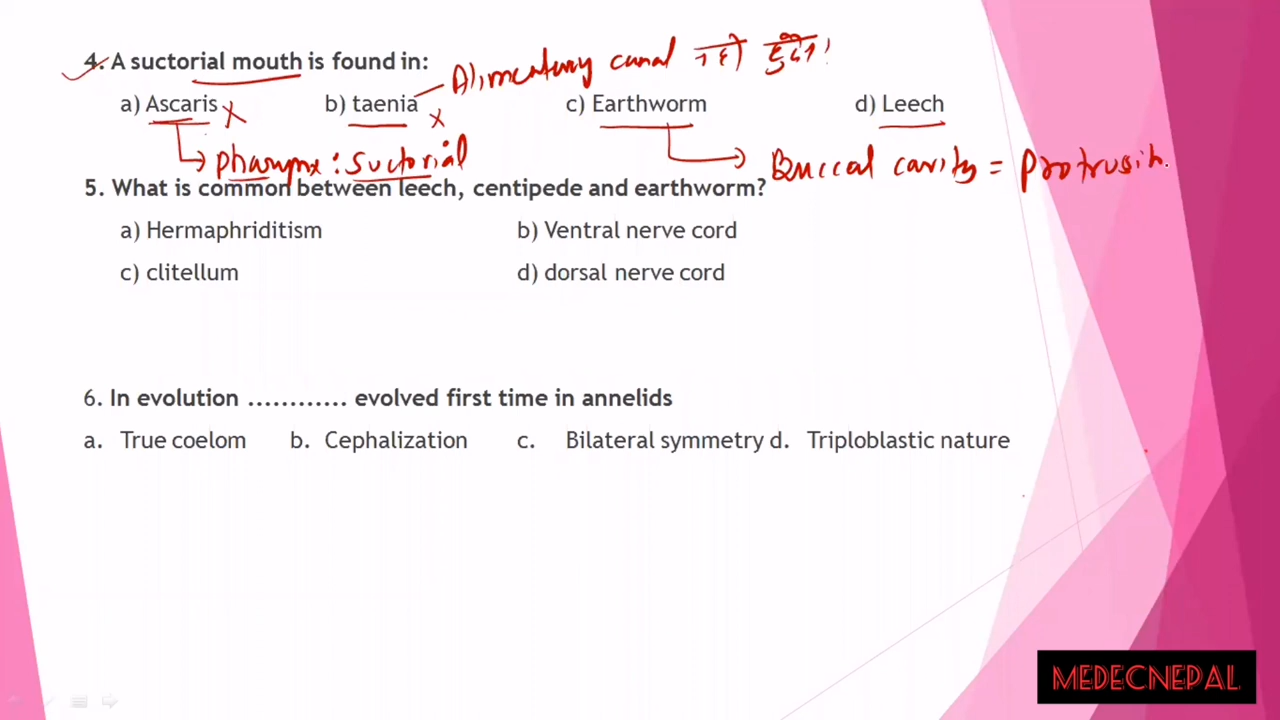 4. A suctorial mouth is found in:
Alimentary canal
a) Ascaris b) taenia c) Earthworm d) Leech
Pharynx : Suctorial
Buccal cavity =
5. What is common between leech, centipede and earthworm?
a) Hermaphriditism b) Ventral nerve cord
c) clitellum d) dorsal nerve cord
6. In evolution ............ evolved first time in annelids
a. True coelom b. Cephalization c. Bilateral symmetry d. Triploblastic nature
MEDECNEPAL